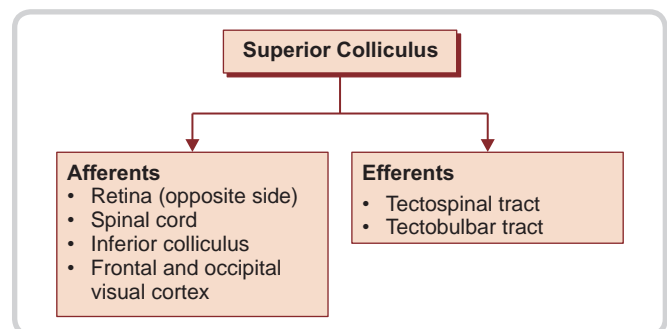 Superior Colliculus
Afferents
• Retina (opposite side)
• Spinal cord
• Inferior colliculus
• Frontal and occipital
visual cortex
Efferents
• Tectospinal tract
• Tectobulbar tract